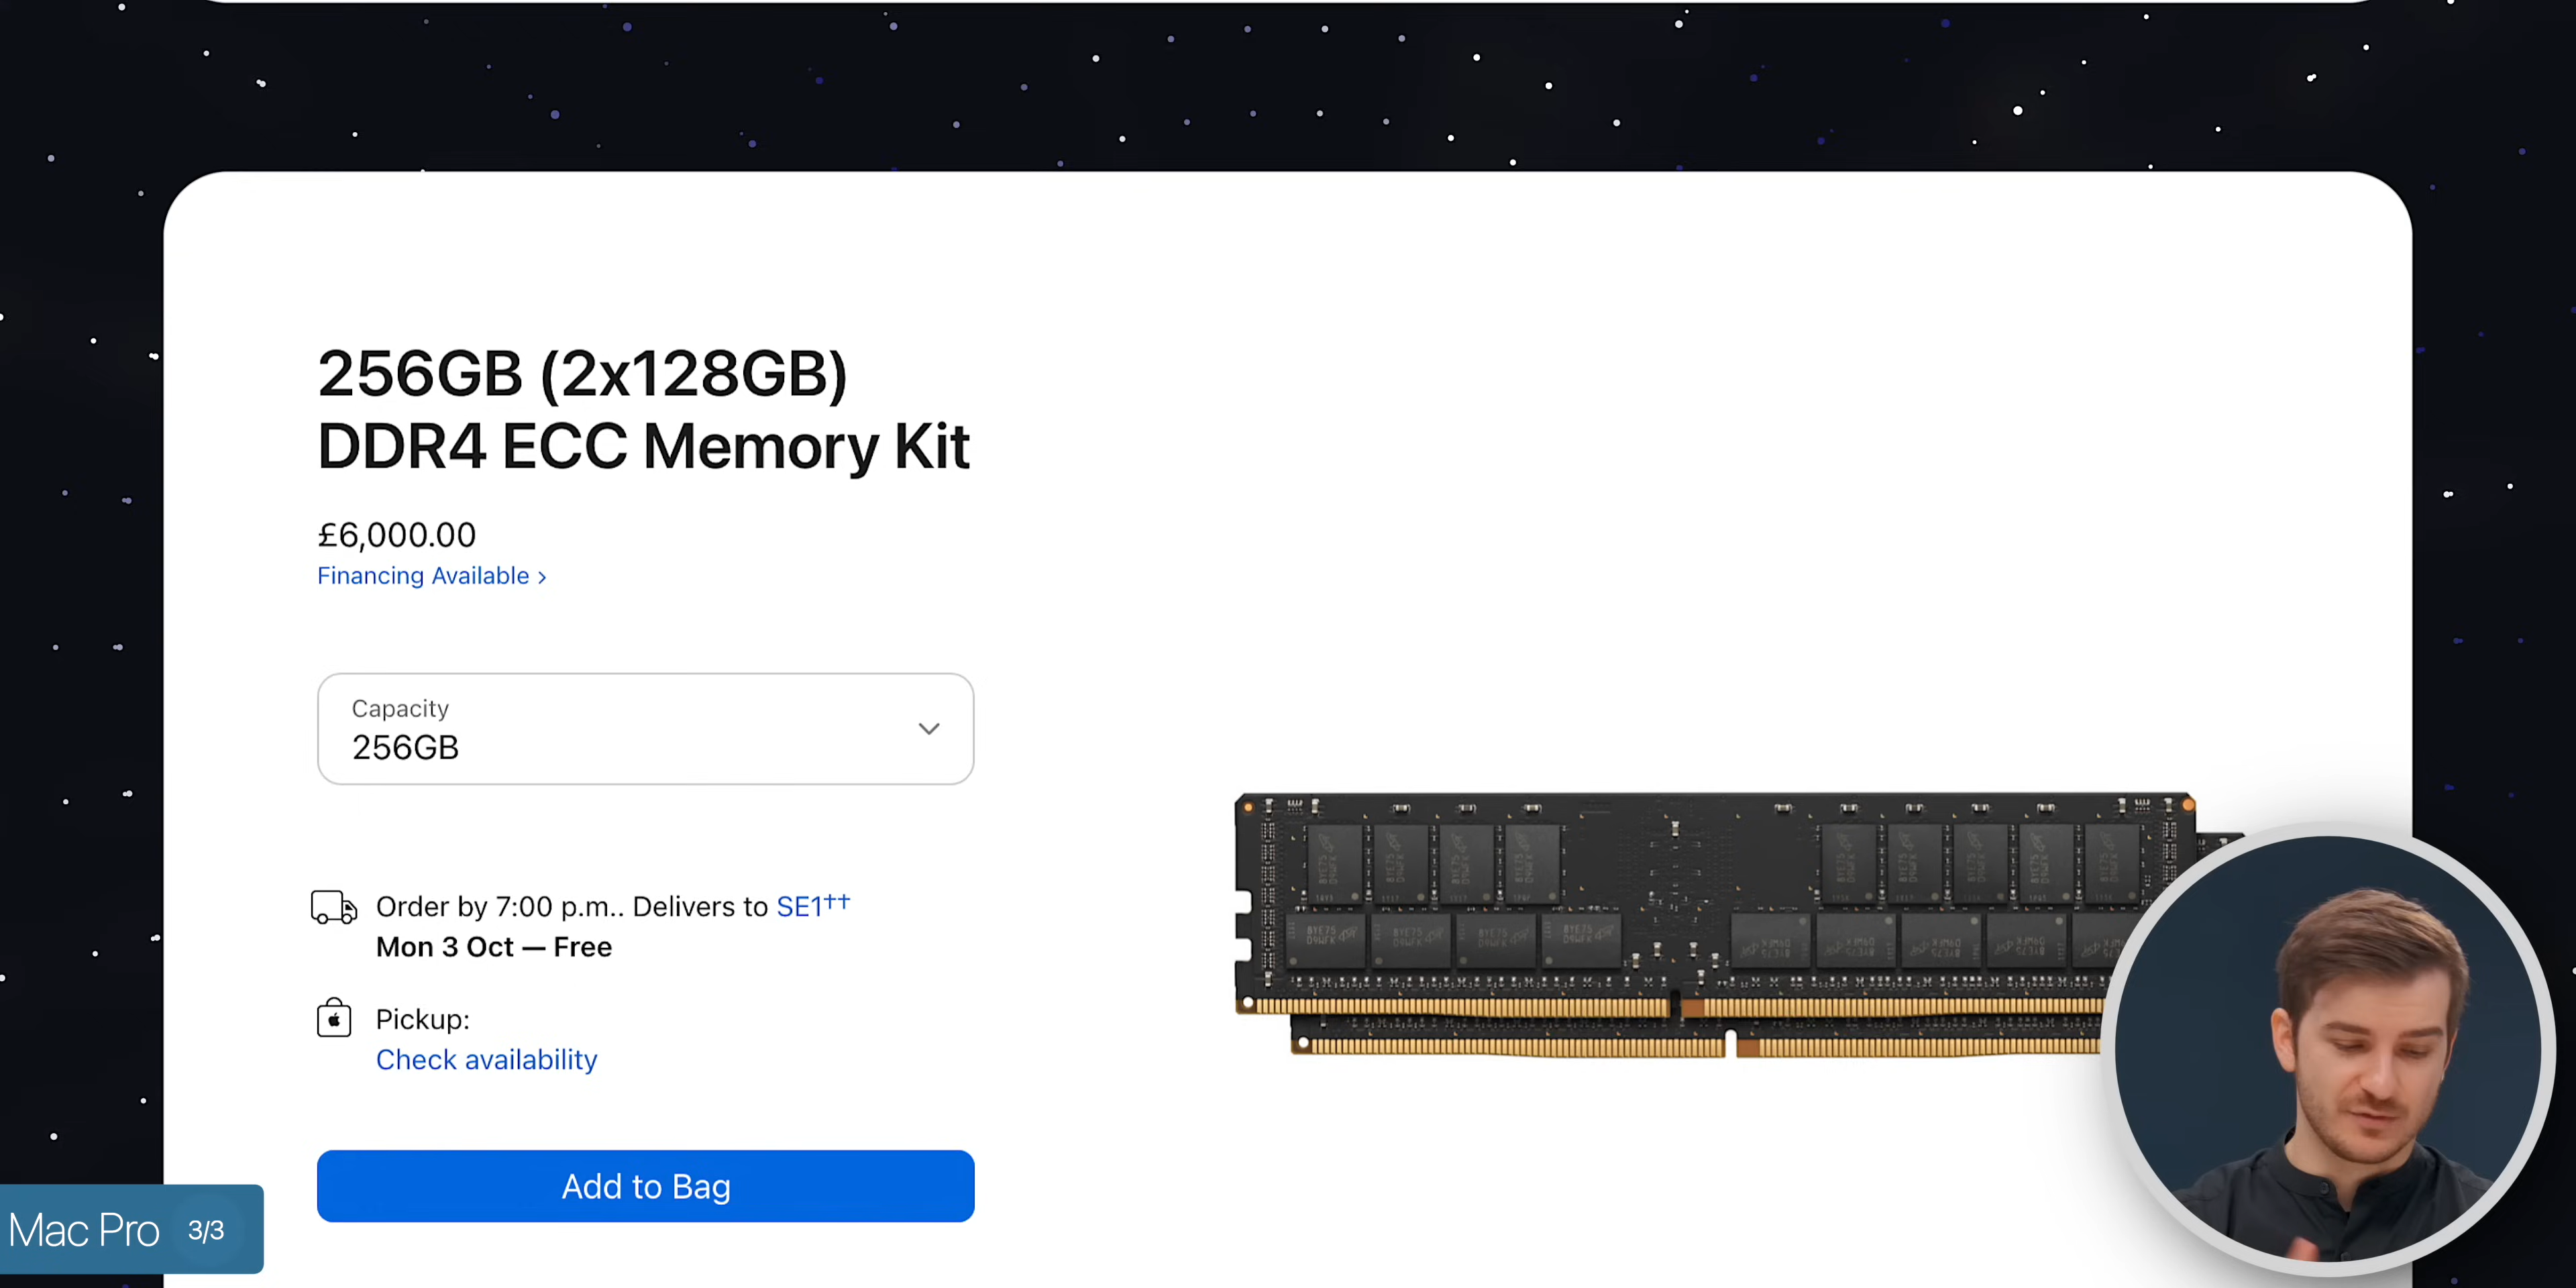 256GB (2x128GB)
DDR4 ECC Memory Kit
£6,000.00
Financing Available >
Capacity
256GB
Order by 7:00 p.m.. Delivers to SE1††
Mon 3 Oct — Free
Pickup:
Check availability
Add to Bag
Mac Pro 3/3